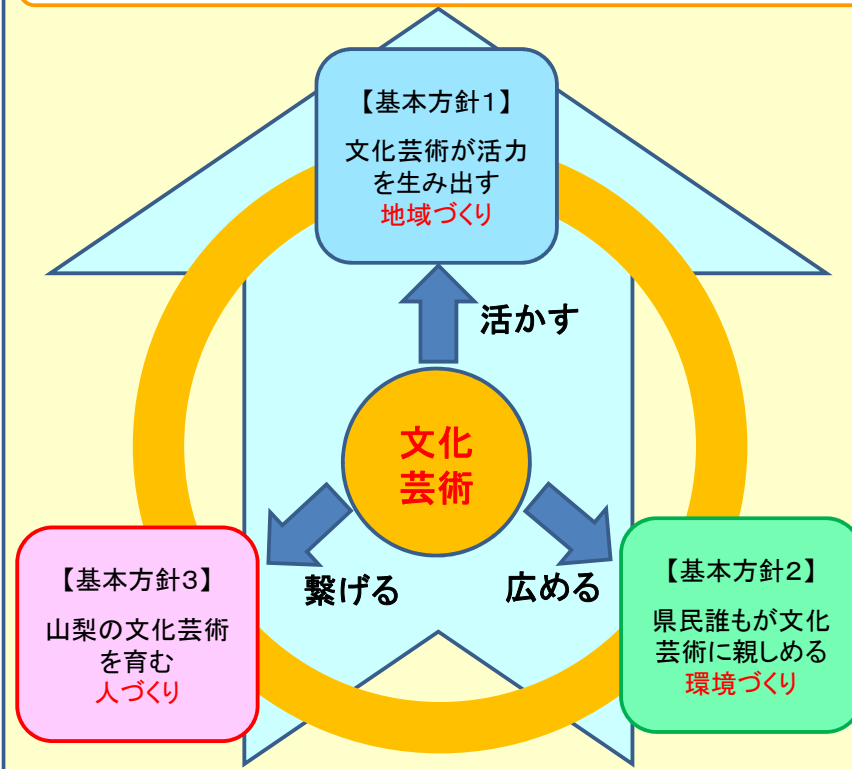 【基本方針1】
文化芸術が活力
を生み出す
地域づくり
活かす
文化
芸術
繋げる
広める
【基本方針3】
山梨の文化芸術
を育む
人づくり
【基本方針2】
県民誰もが文化
芸術に親しめる
環境づくり